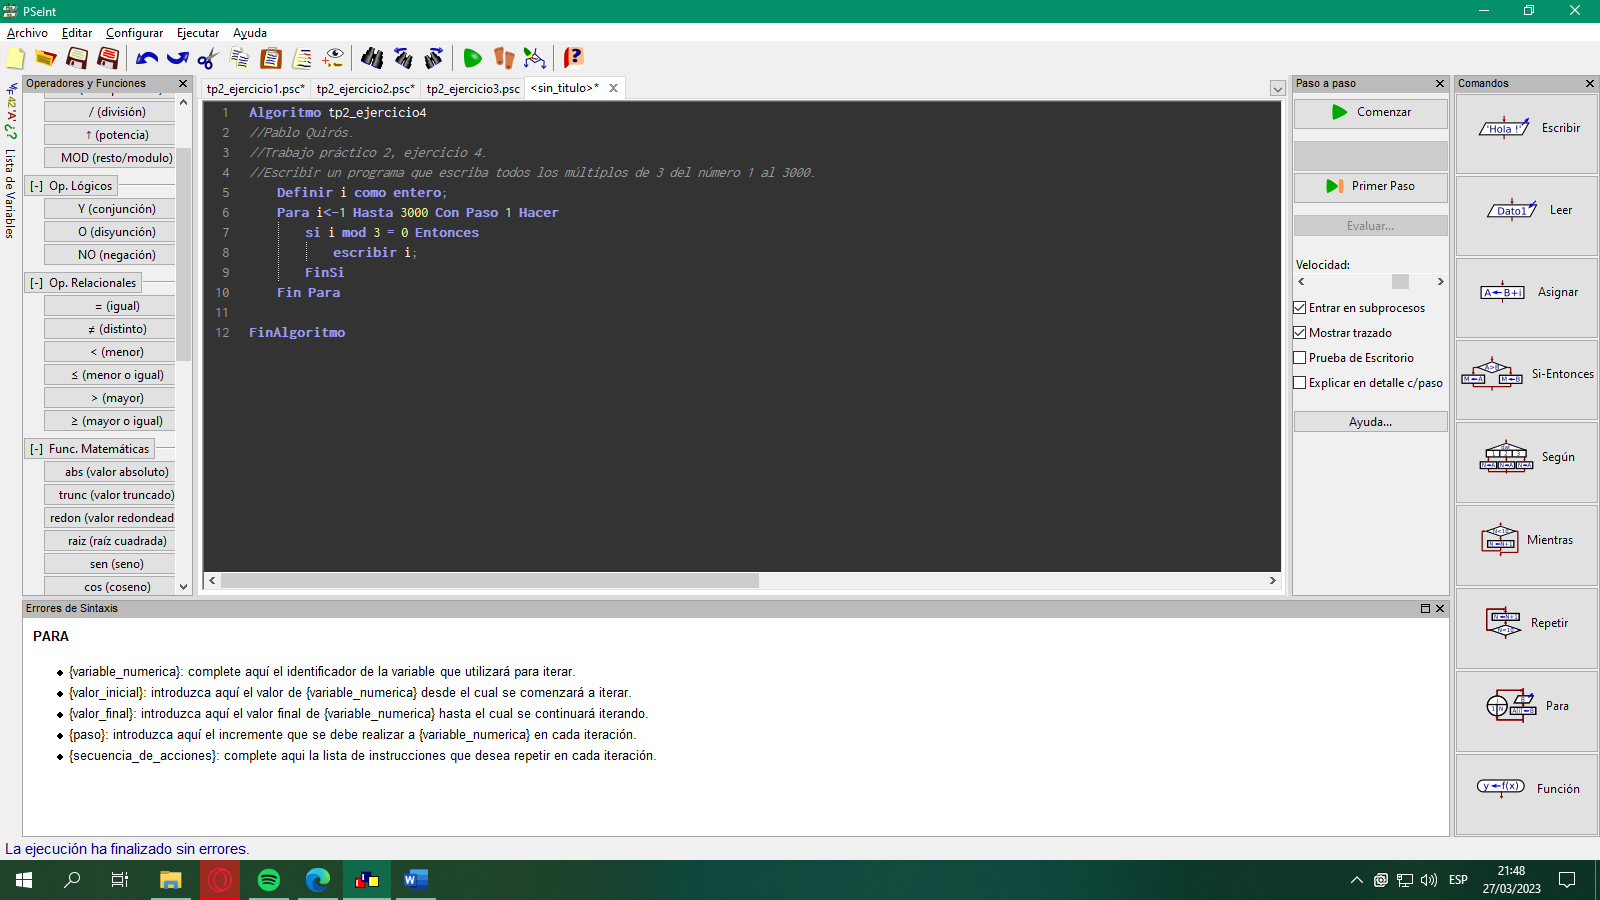 PSeInt
Archivo Editar Configurar Ejecutar Ayuda
Operadores y Funciones
/ (división)
↑ (potencia)
MOD (resto/modulo)
[-] Op. Lógicos
Y (conjunción)
O (disyunción)
NO (negación)
[-] Op. Relacionales
= (igual)
≠ (distinto)
< (menor)
≤ (menor o igual)
> (mayor)
≥ (mayor o igual)
[-] Func. Matemáticas
abs (valor absoluto)
trunc (valor truncado)
redon (valor redondead
raiz (raíz cuadrada)
sen (seno)
cos (coseno)
Lista de Variables
tp2_ejercicio1.psc* tp2_ejercicio2.psc* tp2_ejercicio3.psc <sin_titulo>*
1 Algoritmo tp2_ejercicio4
2 //Pablo Quirós.
3 //Trabajo práctico 2, ejercicio 4.
4 //Escribir un programa que escriba todos los múltiplos de 3 del número 1 al 3000.
5 Definir i como entero;
6 Para i<-1 Hasta 3000 Con Paso 1 Hacer
7 si i mod 3 = 0 Entonces
8 escribir i;
9 FinSi
10 Fin Para
11
12 FinAlgoritmo
Paso a paso
Comenzar
Primer Paso
Evaluar...
Velocidad:
Entrar en subprocesos
Mostrar trazado
Prueba de Escritorio
Explicar en detalle c/paso
Ayuda...
Comandos
'Hola !' Escribir
Dato1 Leer
A←B+i Asignar
Si-Entonces
Según
Mientras
Repetir
Para
y←f(x) Función
Errores de Sintaxis
PARA
{variable_numerica}: complete aquí el identificador de la variable que utilizará para iterar.
{valor_inicial}: introduzca aquí el valor de {variable_numerica} desde el cual se comenzará a iterar.
{valor_final}: introduzca aquí el valor final de {variable_numerica} hasta el cual se continuará iterando.
{paso}: introduzca aquí el incremente que se debe realizar a {variable_numerica} en cada iteración.
{secuencia_de_acciones}: complete aqui la lista de instrucciones que desea repetir en cada iteración.
La ejecución ha finalizado sin errores.
ESP
21:48
27/03/2023